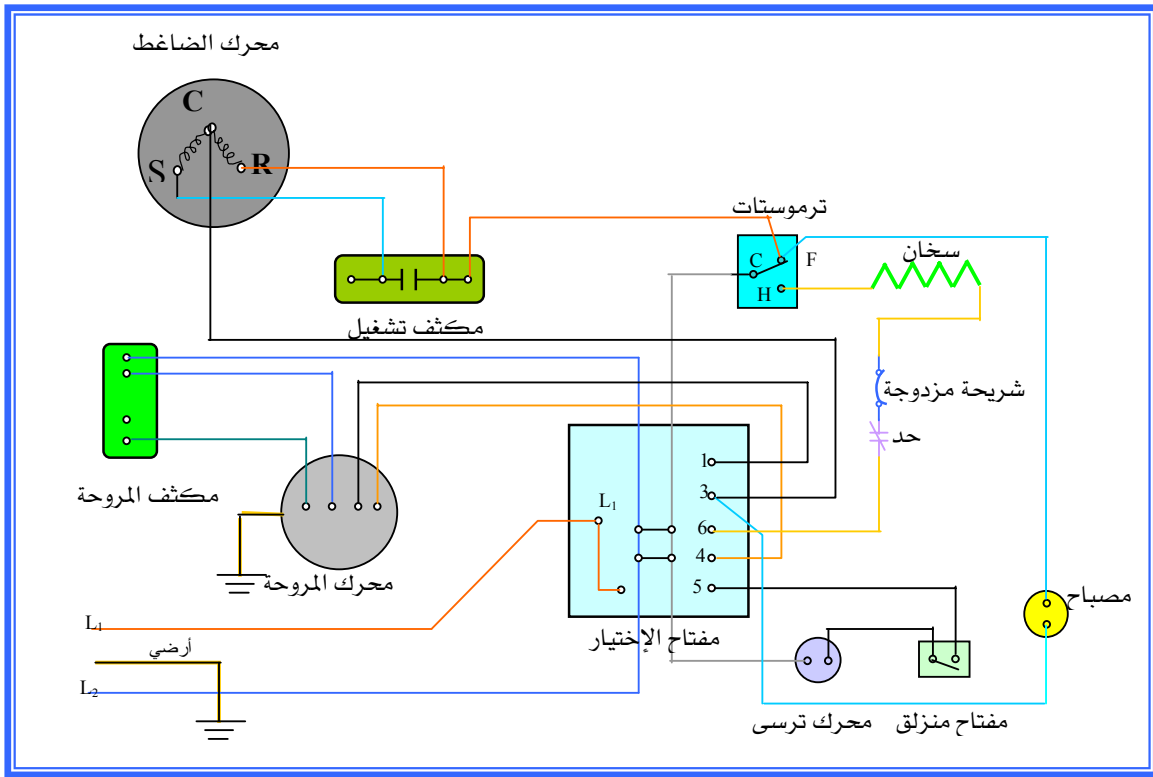 محرك الضاغط
C
S
R
ترموستات
C
F
H
سخان
مكثف تشغيل
شريحة مزدوجة
حد
مكثف المروحة
محرك المروحة
L₁
1
3
6
4
5
مفتاح الإختيار
مصباح
L₁
أرضي
L₂
محرك ترسى
مفتاح منزلق